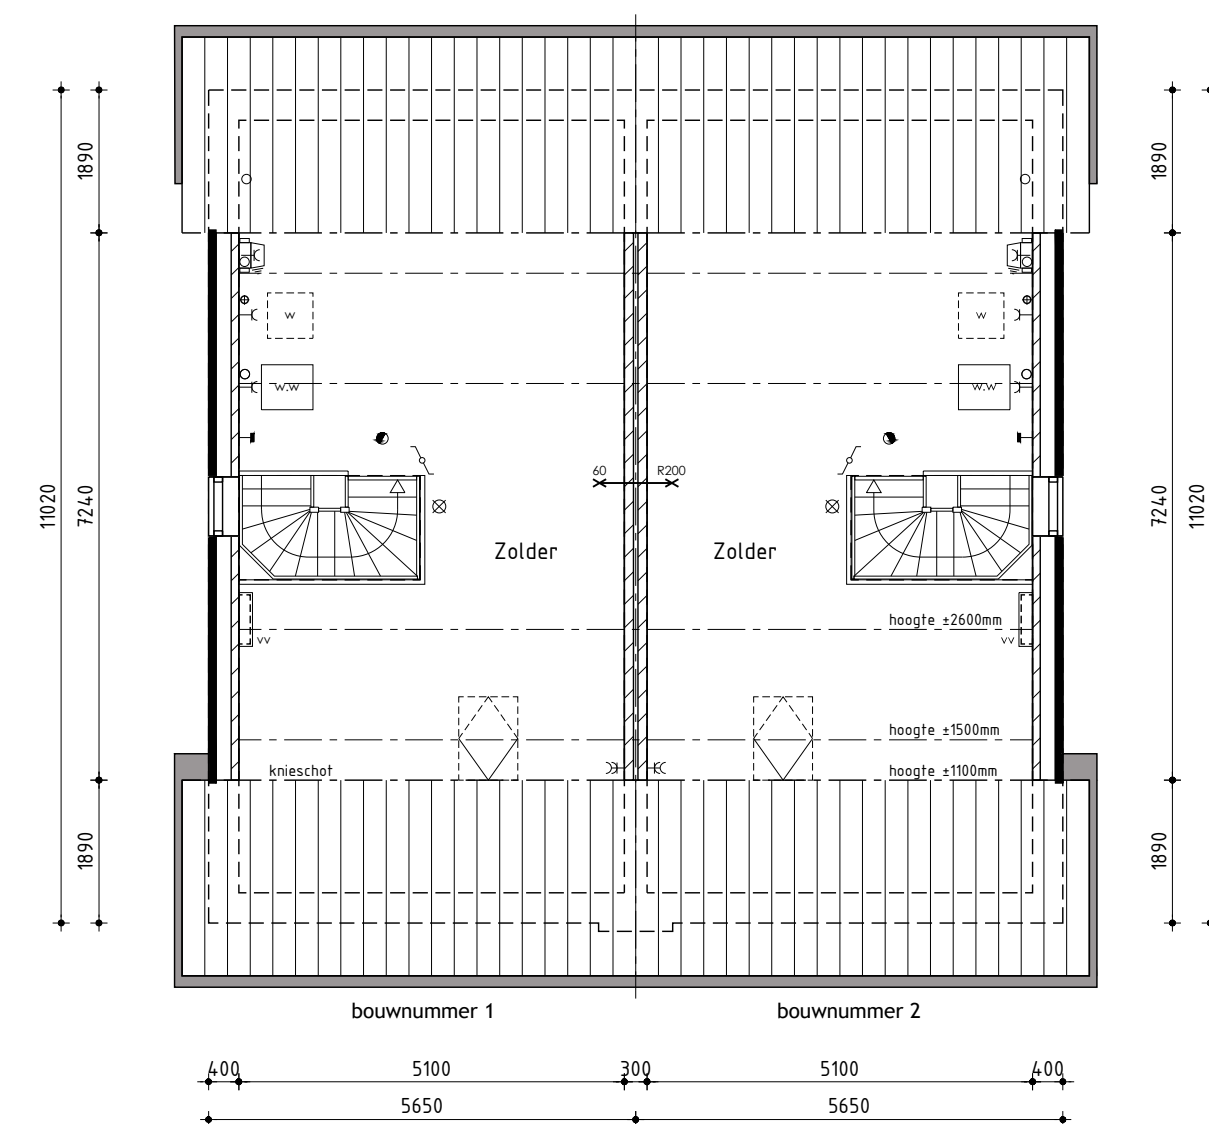 1890
1890
w
w
w.w
w.w
60
R200
11020
7240
7240
11020
Zolder
Zolder
hoogte ±2600mm
vv
vv
hoogte ±1500mm
knieschot
hoogte ±1100mm
1890
1890
bouwnummer 1
bouwnummer 2
400
5100
300
5100
400
5650
5650